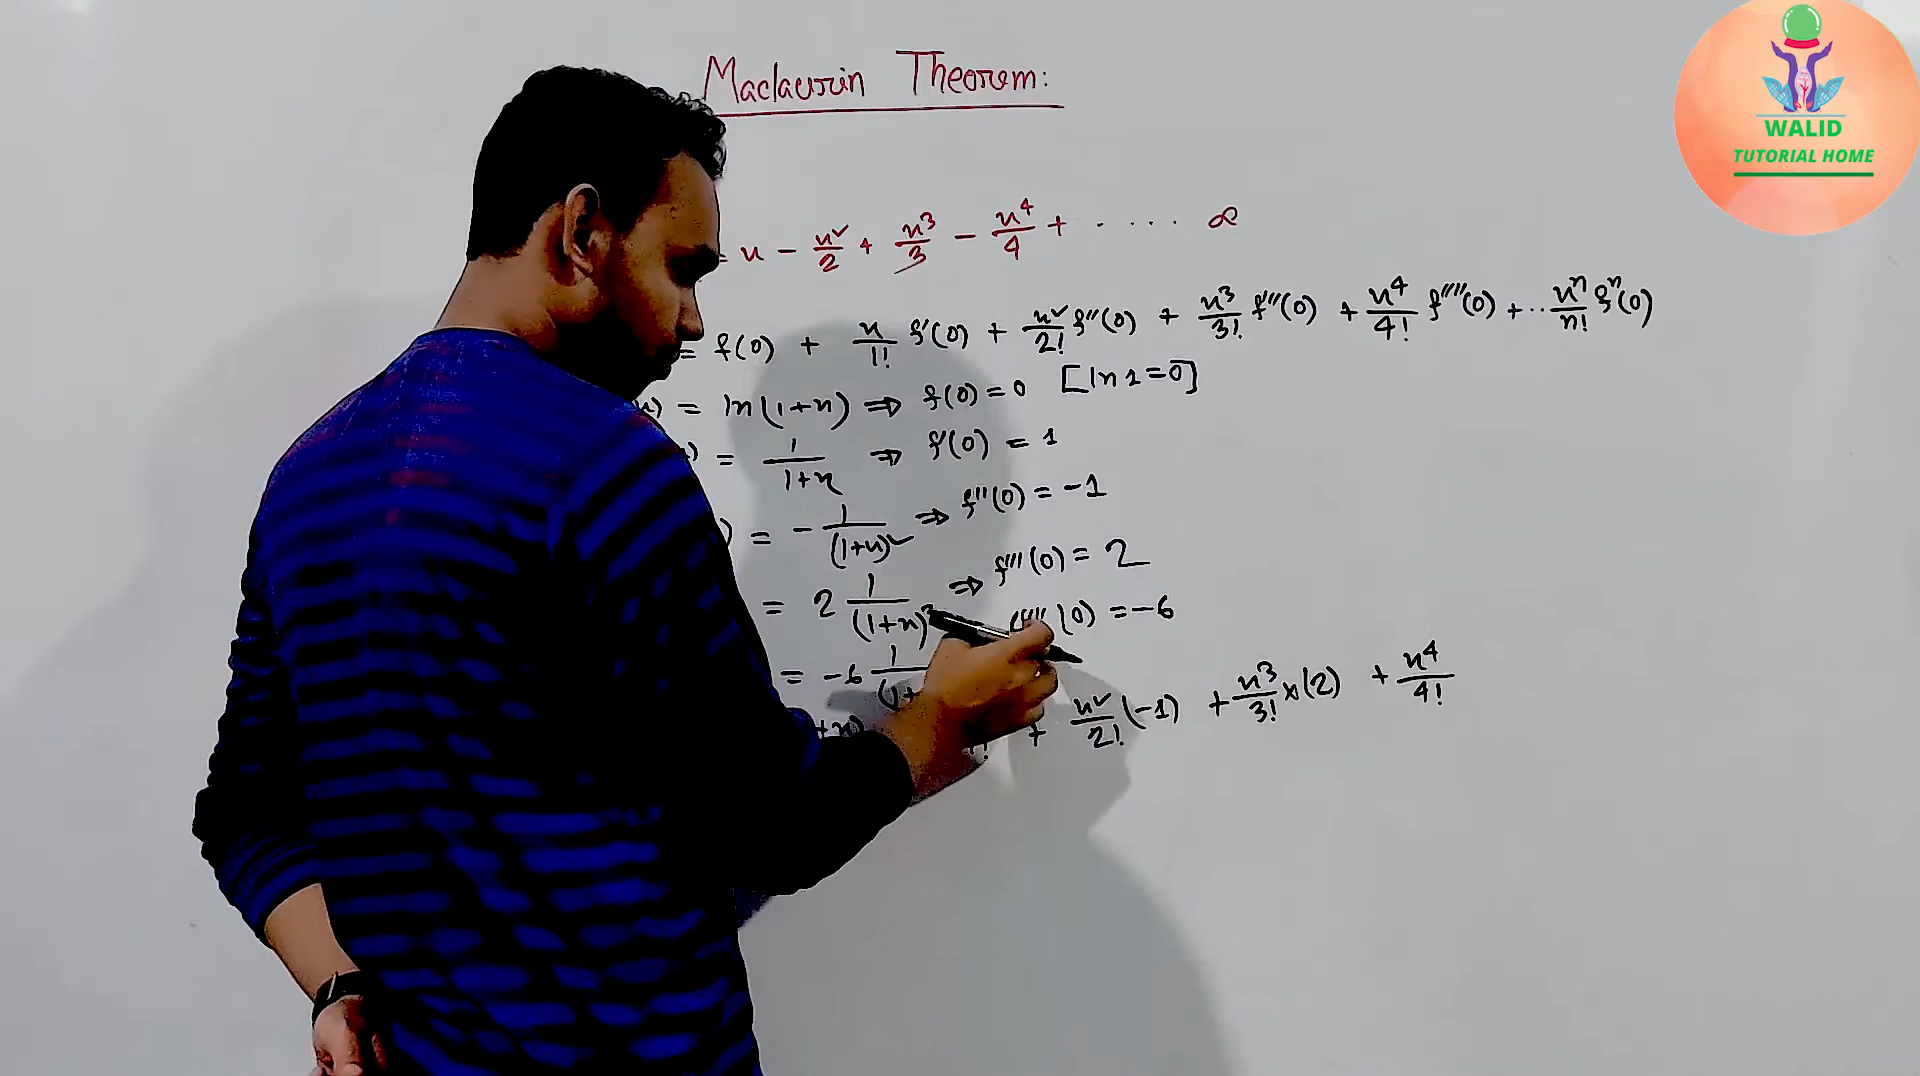 Maclaurin Theorem:
WALID
TUTORIAL HOME
= x - x²/2 + x³/3 - x⁴/4 + ..... ∞
= f(0) + x/1! f'(0) + x²/2! f''(0) + x³/3! f'''(0) + x⁴/4! f''''(0) + ... xⁿ/n! fⁿ(0)
x) = ln(1+x) ⇒ f(0) = 0 [ln 1 = 0]
) = 1/(1+x) ⇒ f'(0) = 1
) = - 1/(1+x)² ⇒ f''(0) = -1
= 2 1/(1+x)³ ⇒ f'''(0) = 2
= -6 1/(1+ f''''(0) = -6
+x) 1! + x²/2! (-1) + x³/3! × (2) + x⁴/4!